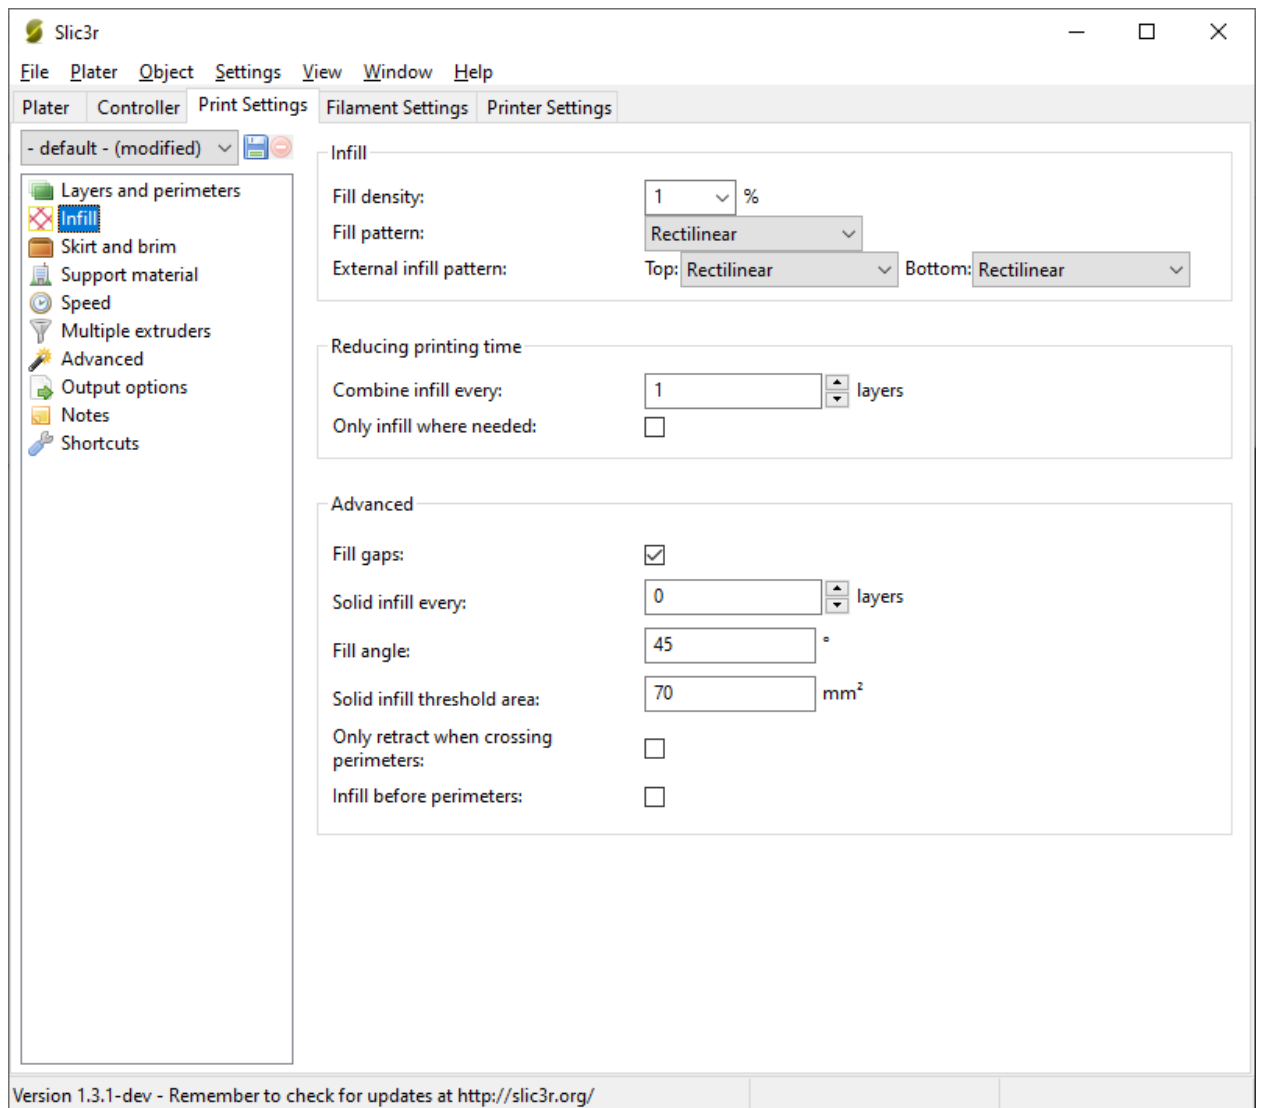 Slic3r
File Plater Object Settings View Window Help
Plater Controller Print Settings Filament Settings Printer Settings
- default - (modified)
Layers and perimeters
Infill
Skirt and brim
Support material
Speed
Multiple extruders
Advanced
Output options
Notes
Shortcuts
Infill
Fill density: 1 %
Fill pattern: Rectilinear
External infill pattern: Top: Rectilinear Bottom: Rectilinear
Reducing printing time
Combine infill every: 1 layers
Only infill where needed:
Advanced
Fill gaps:
Solid infill every: 0 layers
Fill angle: 45 °
Solid infill threshold area: 70 mm²
Only retract when crossing
perimeters:
Infill before perimeters:
Version 1.3.1-dev - Remember to check for updates at http://slic3r.org/